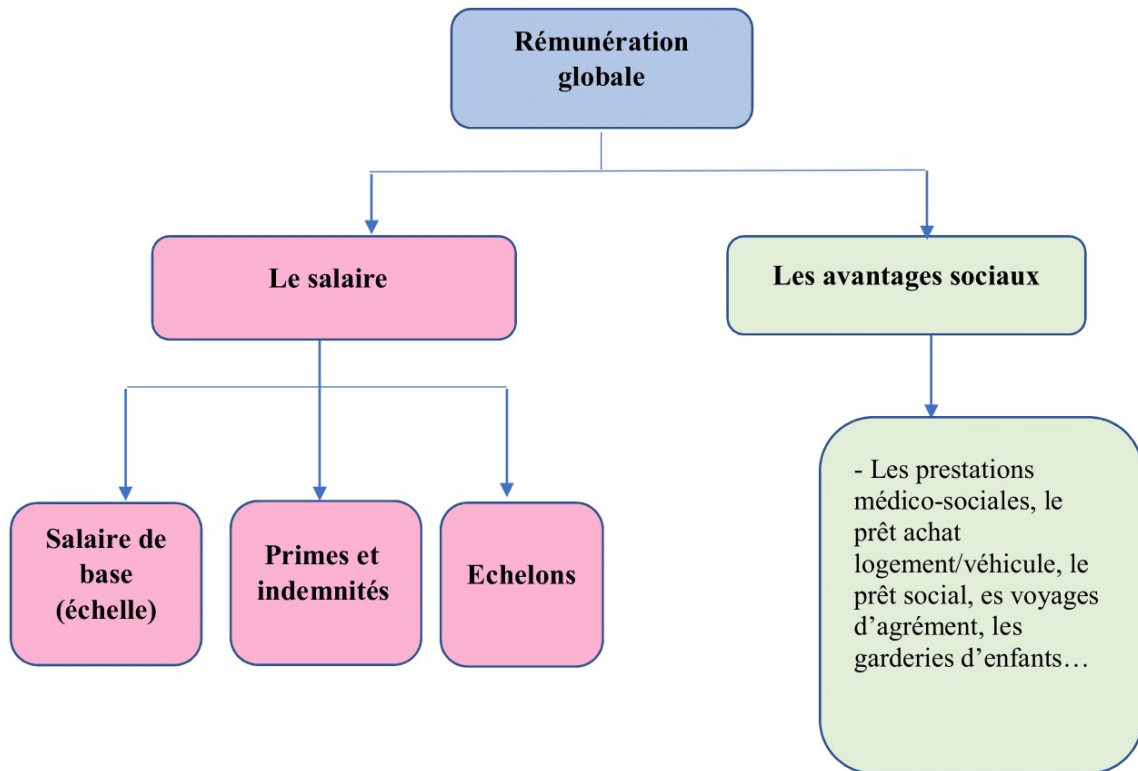 Rémunération
globale
Le salaire
Les avantages sociaux
Salaire de
base
(échelle)
Primes et
indemnités
Echelons
- Les prestations
médico-sociales, le
prêt achat
logement/véhicule, le
prêt social, es voyages
d’agrément, les
garderies d’enfants…